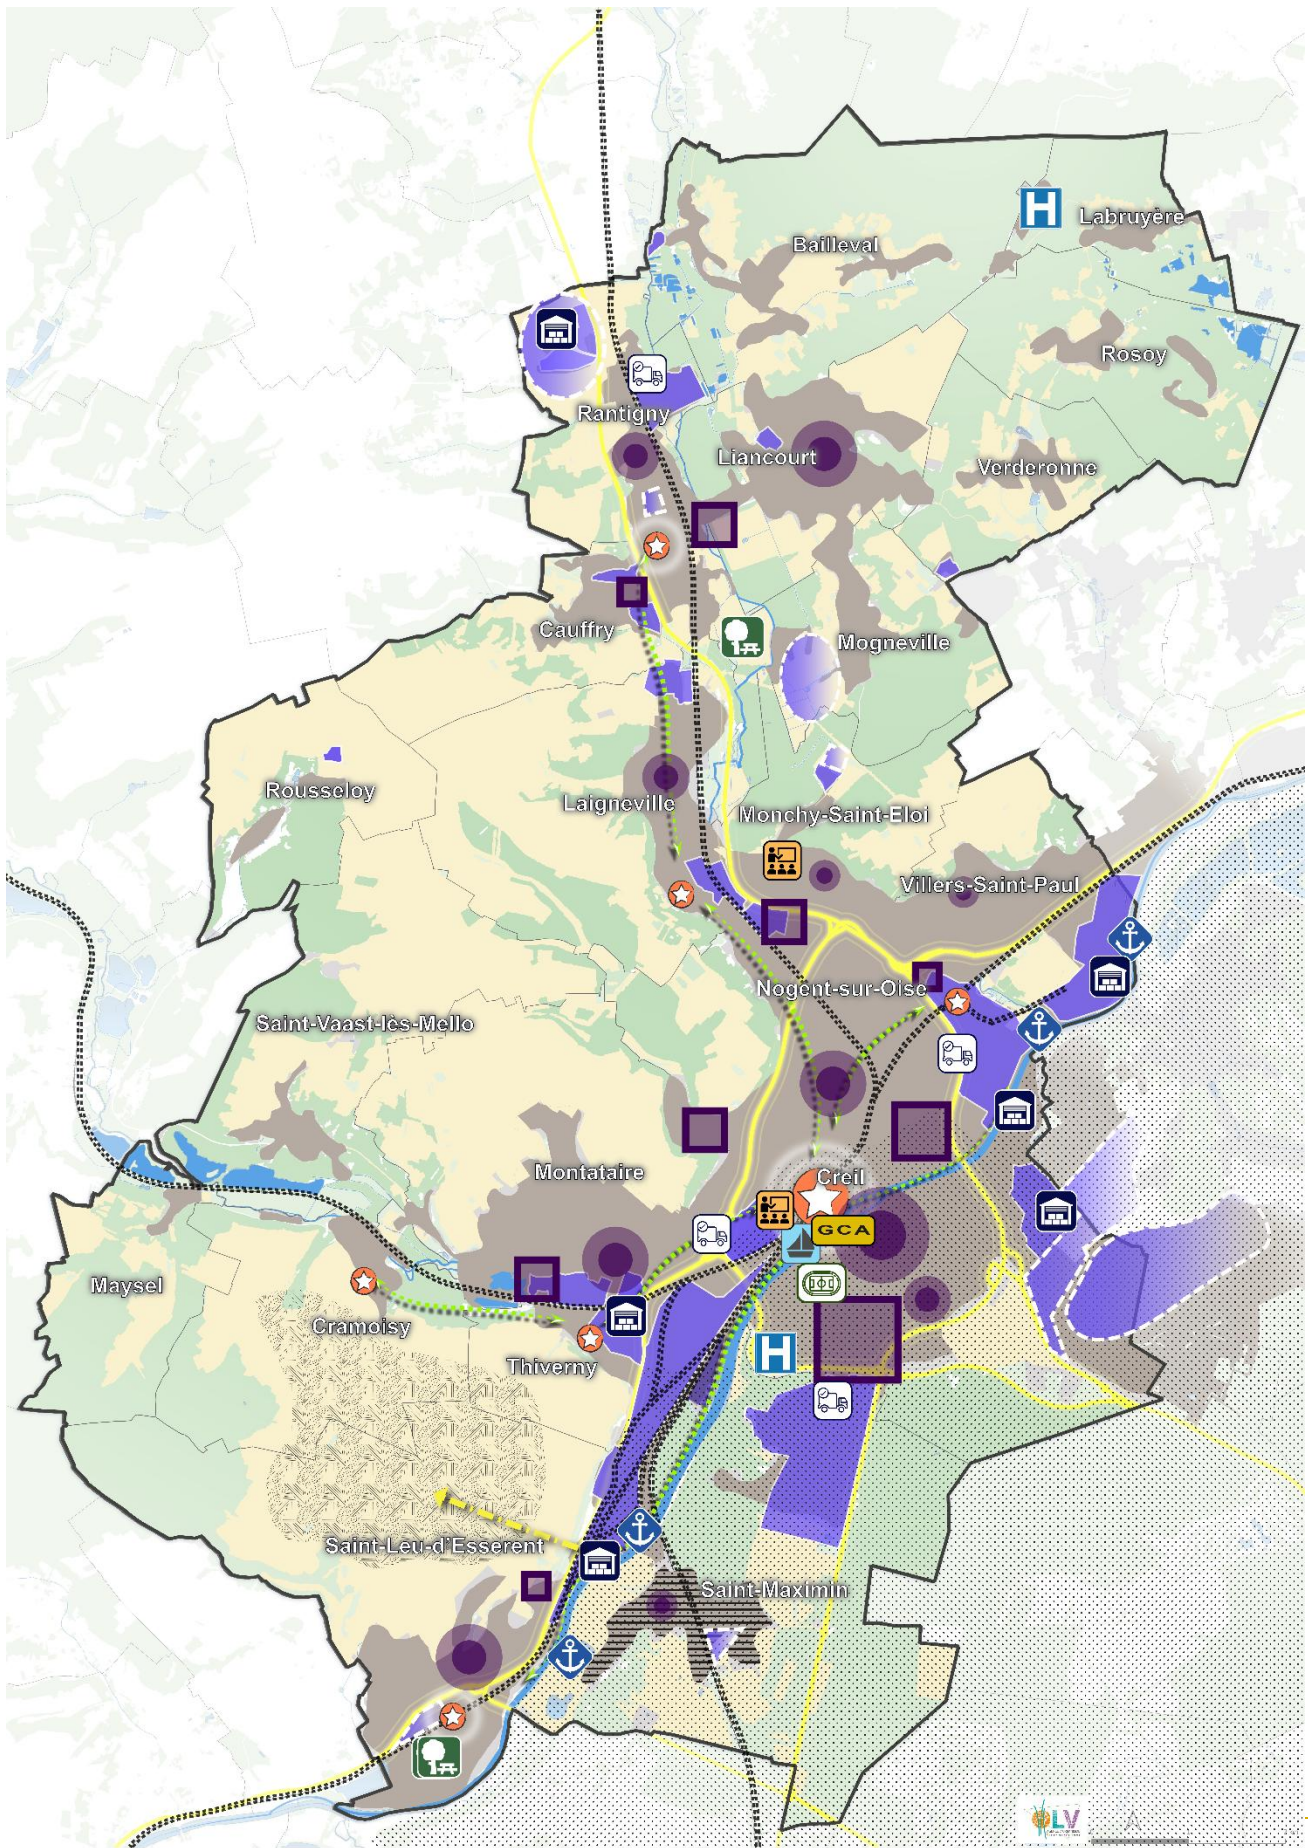 H
Labruyère
Bailleval
Rosoy
Rantigny
Liancourt
Verderonne
Cauffry
Mogneville
Rousseloy
Laigneville
Monchy-Saint-Eloi
Villers-Saint-Paul
Nogent-sur-Oise
Saint-Vaast-lès-Mello
Montataire
Creil
GCA
Maysel
Cramoisy
Thiverny
H
Saint-Leu-d'Esserent
Saint-Maximin
LV